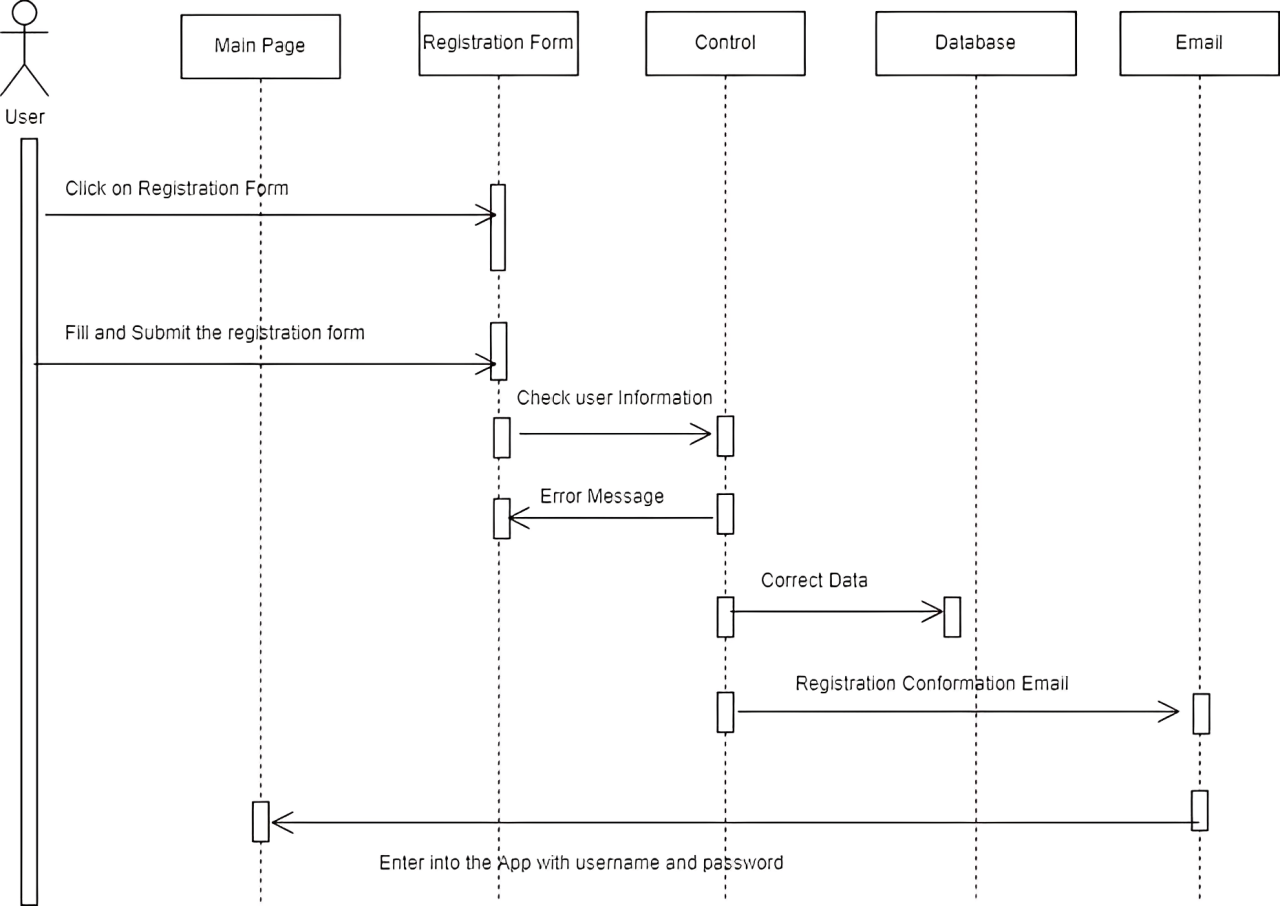 Main Page
Registration Form
Control
Database
Email
User
Click on Registration Form
Fill and Submit the registration form
Check user Information
Error Message
Correct Data
Registration Conformation Email
Enter into the App with username and password